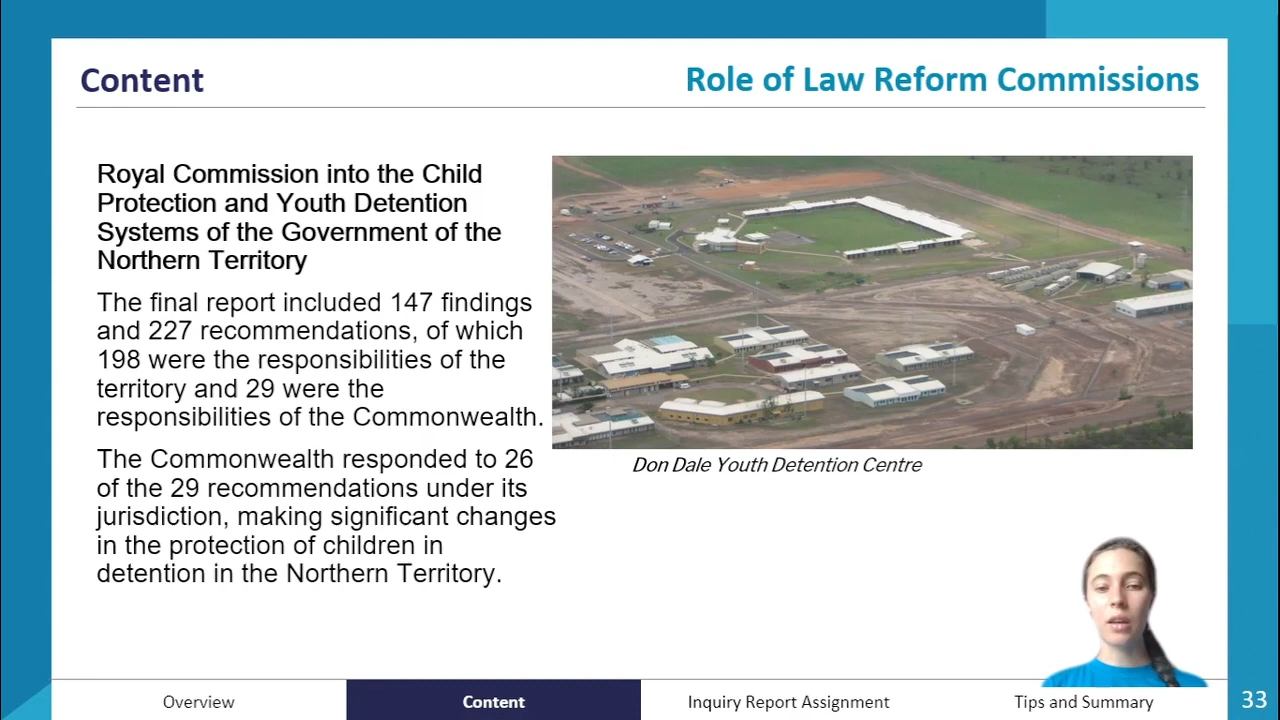 Content
Role of Law Reform Commissions
Royal Commission into the Child
Protection and Youth Detention
Systems of the Government of the
Northern Territory
The final report included 147 findings
and 227 recommendations, of which
198 were the responsibilities of the
territory and 29 were the
responsibilities of the Commonwealth.
The Commonwealth responded to 26
of the 29 recommendations under its
jurisdiction, making significant changes
in the protection of children in
detention in the Northern Territory.
Don Dale Youth Detention Centre
Overview
Content
Inquiry Report Assignment
Tips and Summary
33